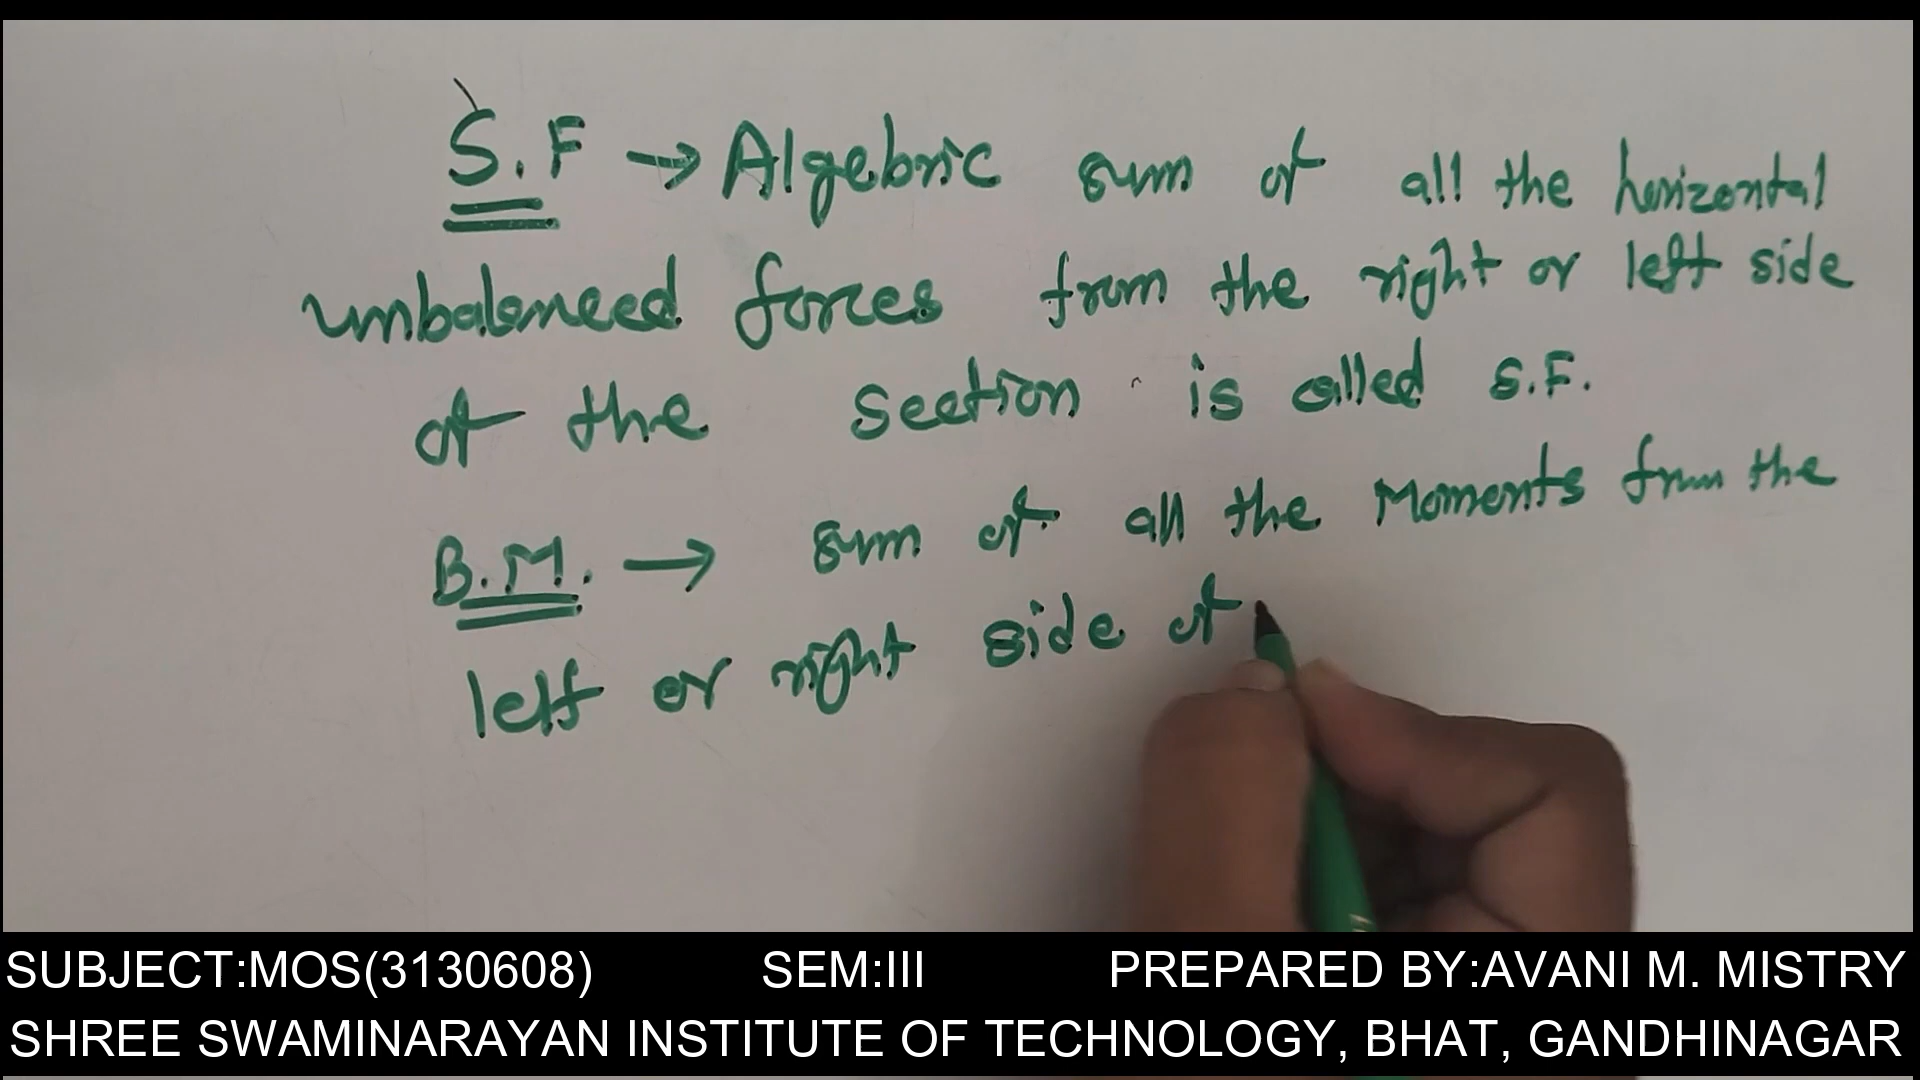 S.F → Algebric sum of all the horizontal
unbalanced forces from the right or left side
of the section is called S.F.
B.M. → sum of all the Moments from the
left or right side of
SUBJECT:MOS(3130608) SEM:III PREPARED BY:AVANI M. MISTRY
SHREE SWAMINARAYAN INSTITUTE OF TECHNOLOGY, BHAT, GANDHINAGAR